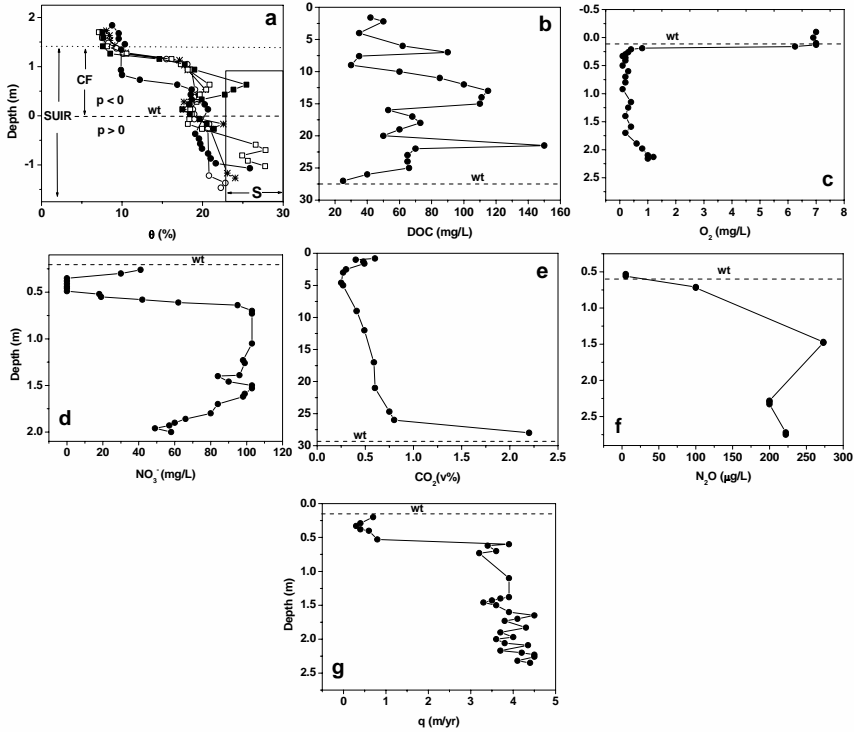 a
2
1
0
-1
Depth (m)
SUIR
CF
p < 0
wt
p > 0
S
0 10 20 30
θ (%)
b
0
5
10
15
20
25
30
wt
20 40 60 80 100 120 140 160
DOC (mg/L)
c
-0.5
0.0
0.5
1.0
1.5
2.0
2.5
wt
0 1 2 3 4 5 6 7 8
O2 (mg/L)
d
0.5
1.0
1.5
2.0
Depth (m)
wt
0 20 40 60 80 100 120
NO3- (mg/L)
e
0
5
10
15
20
25
30
wt
0.0 0.5 1.0 1.5 2.0 2.5
CO2(v%)
f
0.5
1.5
2.5
wt
0 50 100 150 200 250 300
N2O (µg/L)
g
0.0
0.5
1.0
1.5
2.0
2.5
Depth (m)
wt
0 1 2 3 4 5
q (m/yr)